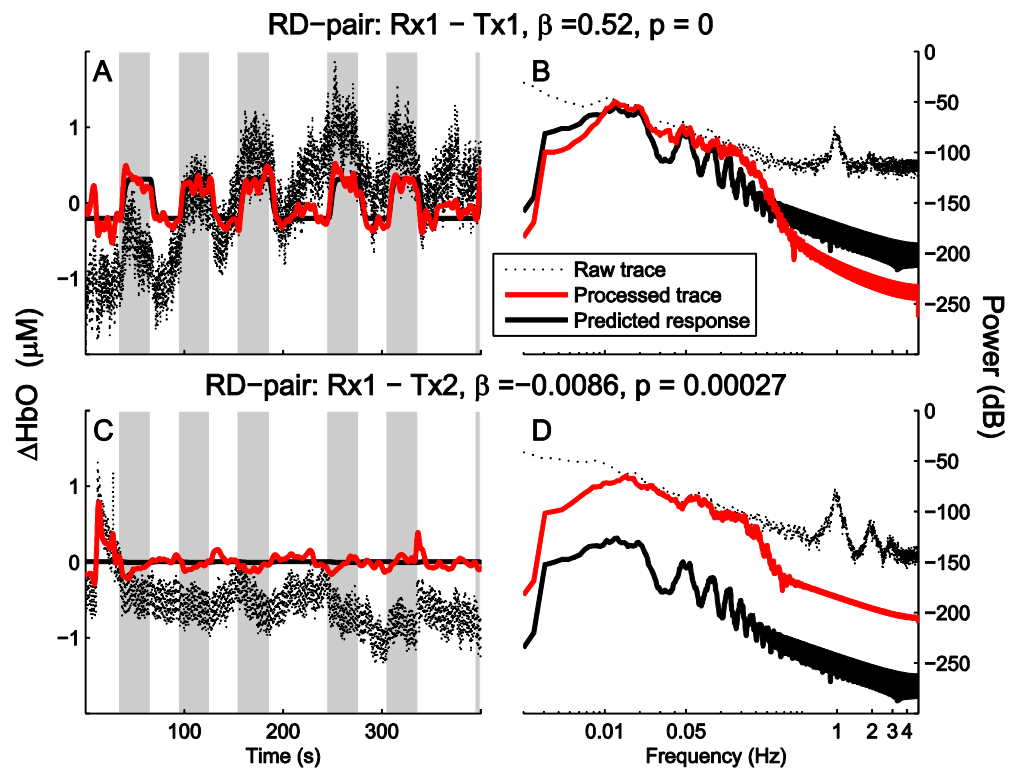 RD−pair: Rx1 − Tx1, β =0.52, p = 0
A
1
0
−1
B
0
−50
−100
−150
−200
−250
Raw trace
Processed trace
Predicted response
ΔHbO (μM)
Power (dB)
RD−pair: Rx1 − Tx2, β =−0.0086, p = 0.00027
C
1
0
−1
100 200 300
Time (s)
D
0
−50
−100
−150
−200
−250
0.01 0.05 1 2 3 4
Frequency (Hz)